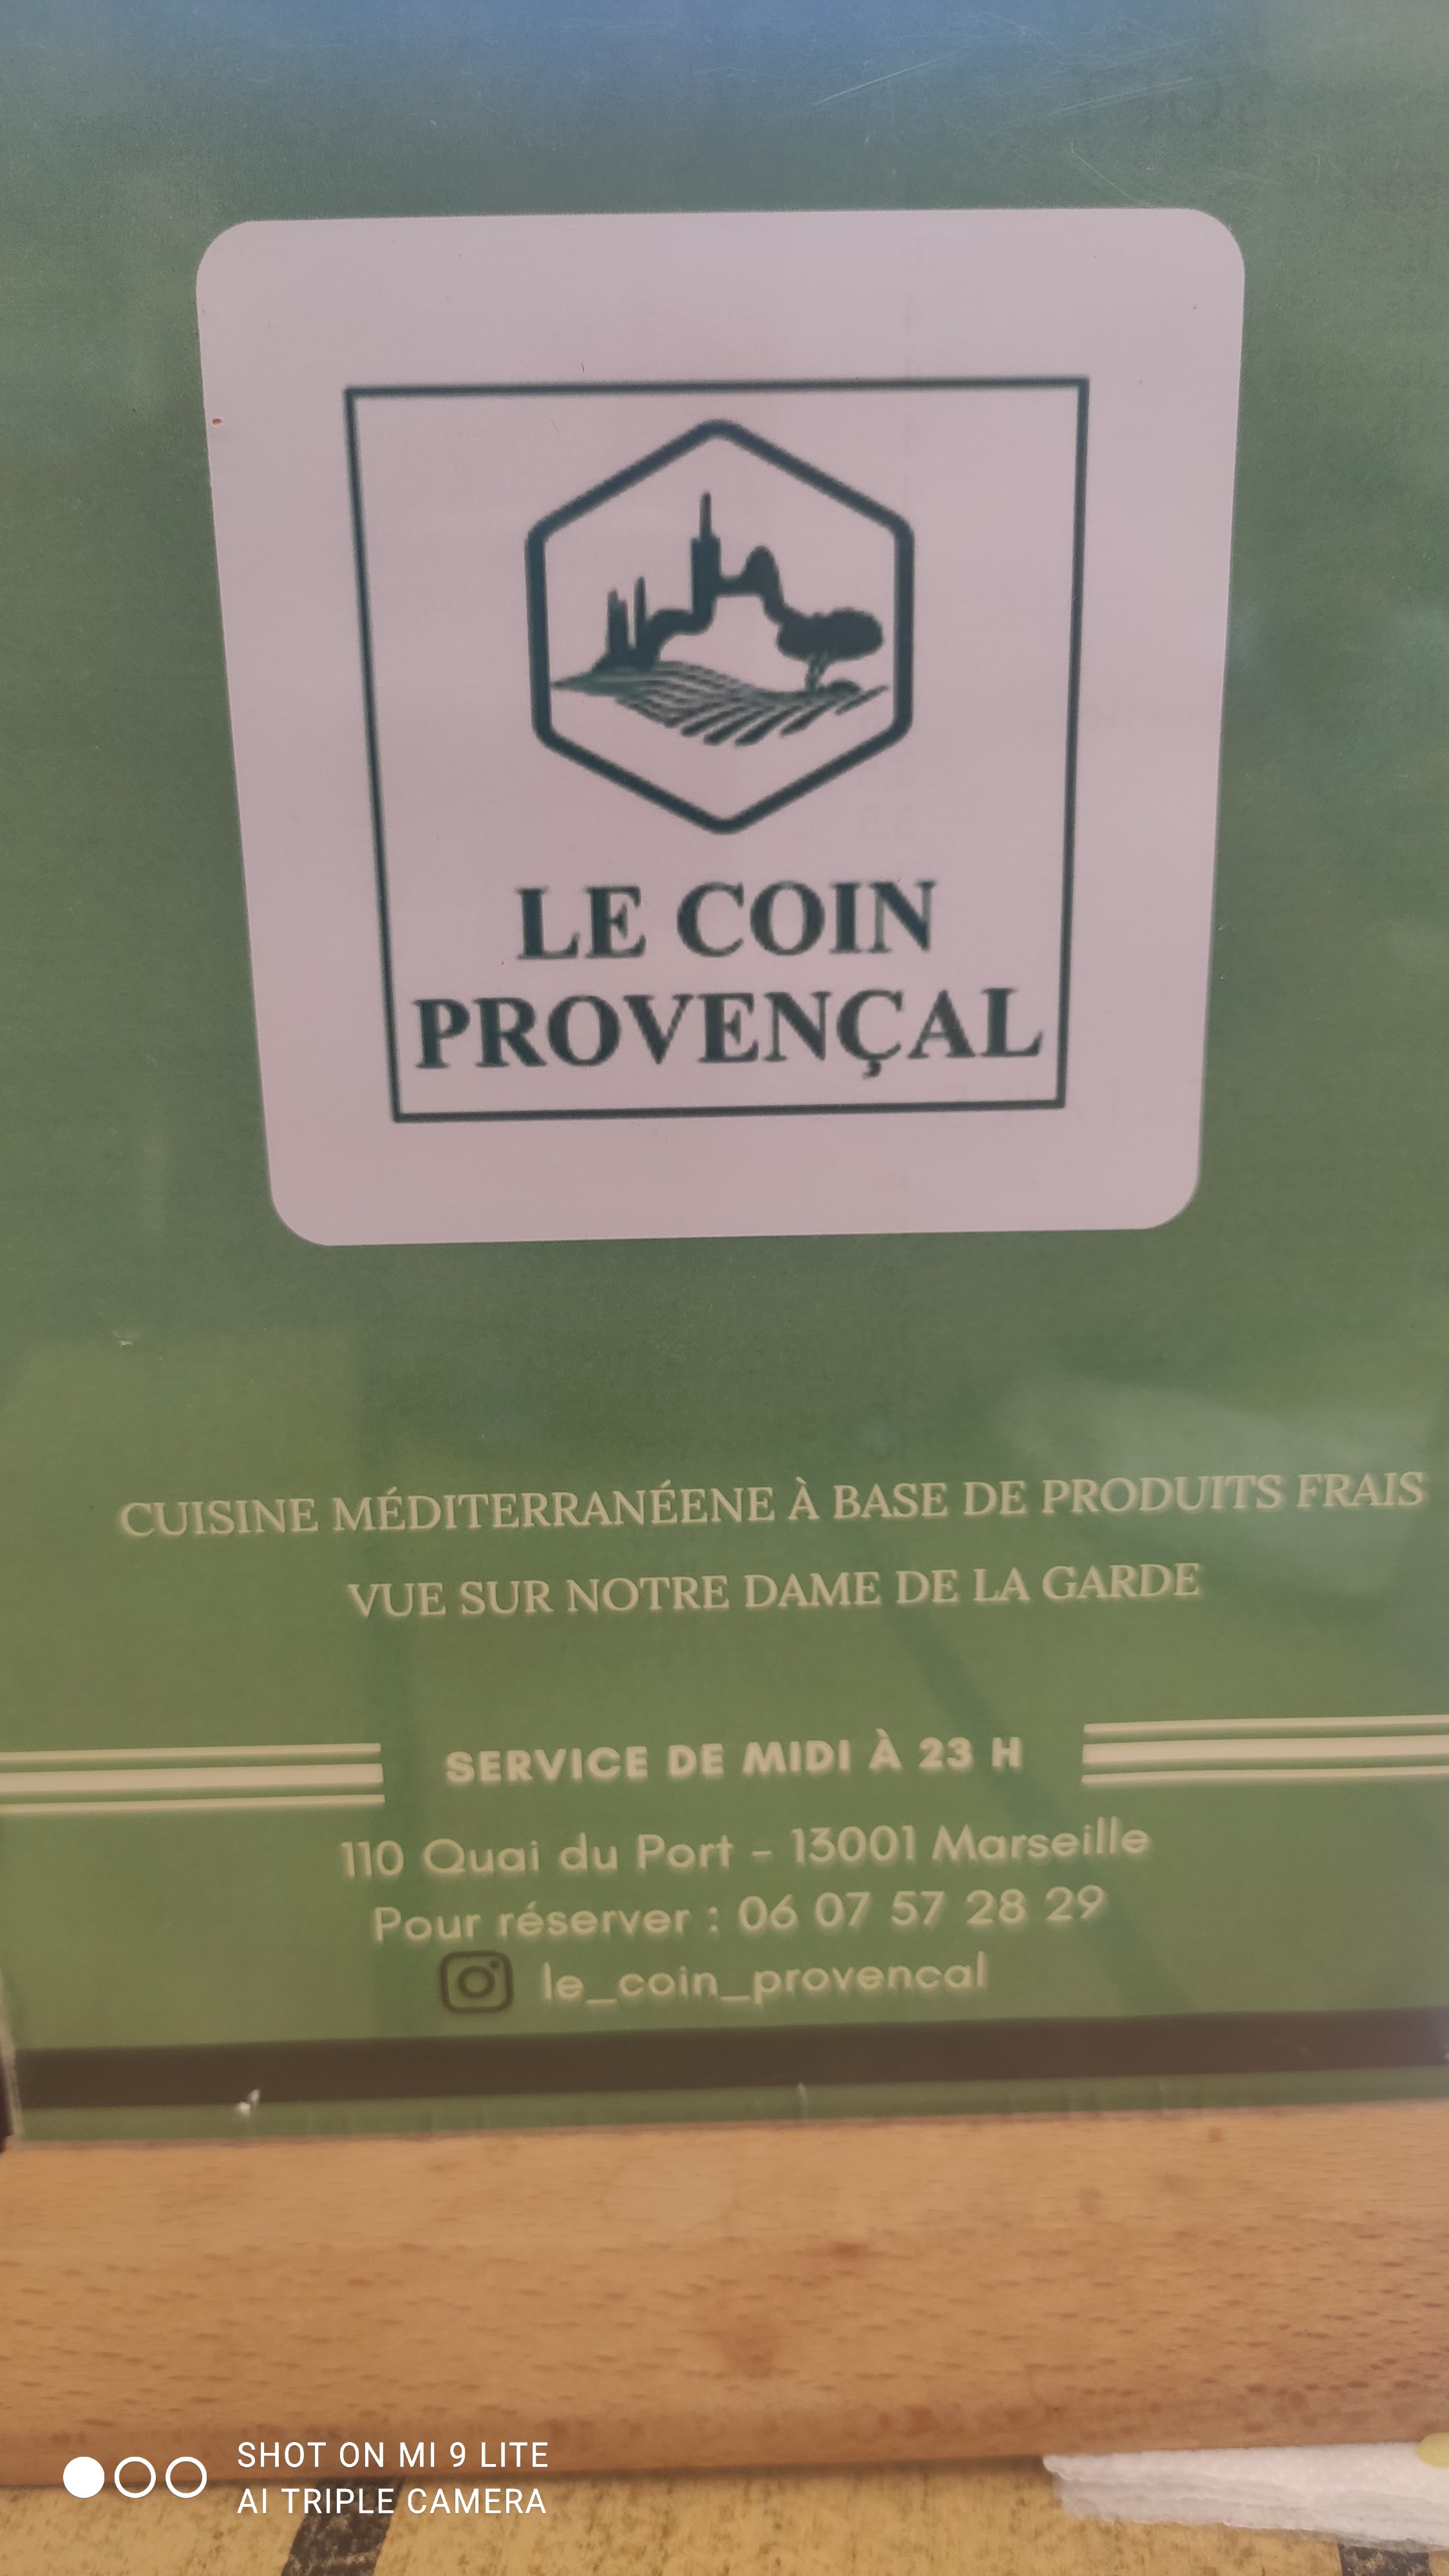 LE COIN
PROVENÇAL
CUISINE MÉDITERRANÉENE À BASE DE PRODUITS FRAIS
VUE SUR NOTRE DAME DE LA GARDE
SERVICE DE MIDI À 23 H
110 Quai du Port - 13001 Marseille
Pour réserver : 06 07 57 28 29
le_coin_provencal
SHOT ON MI 9 LITE
AI TRIPLE CAMERA